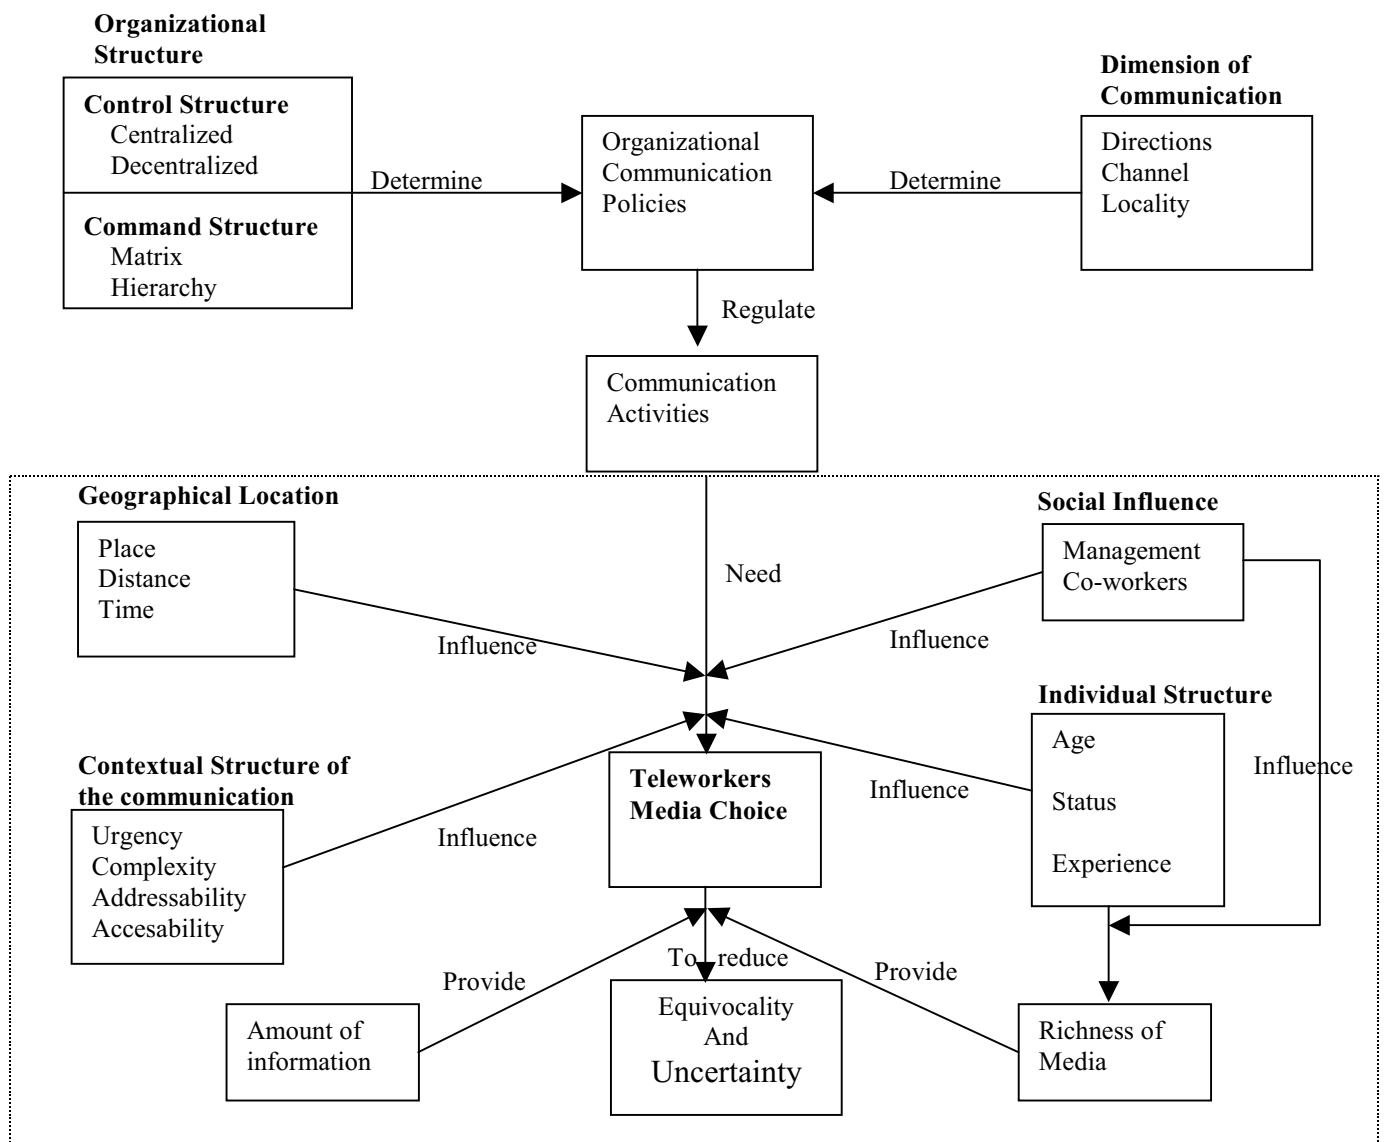 Organizational
Structure
Control Structure
Centralized
Decentralized
Command Structure
Matrix
Hierarchy
Determine
Organizational
Communication
Policies
Determine
Dimension of
Communication
Directions
Channel
Locality
Regulate
Communication
Activities
Geographical Location
Place
Distance
Time
Influence
Need
Social Influence
Management
Co-workers
Influence
Individual Structure
Age
Status
Experience
Influence
Influence
Contextual Structure of
the communication
Urgency
Complexity
Addressability
Accesability
Influence
Teleworkers
Media Choice
Provide
To reduce
Provide
Amount of
information
Equivocality
And
Uncertainty
Richness of
Media